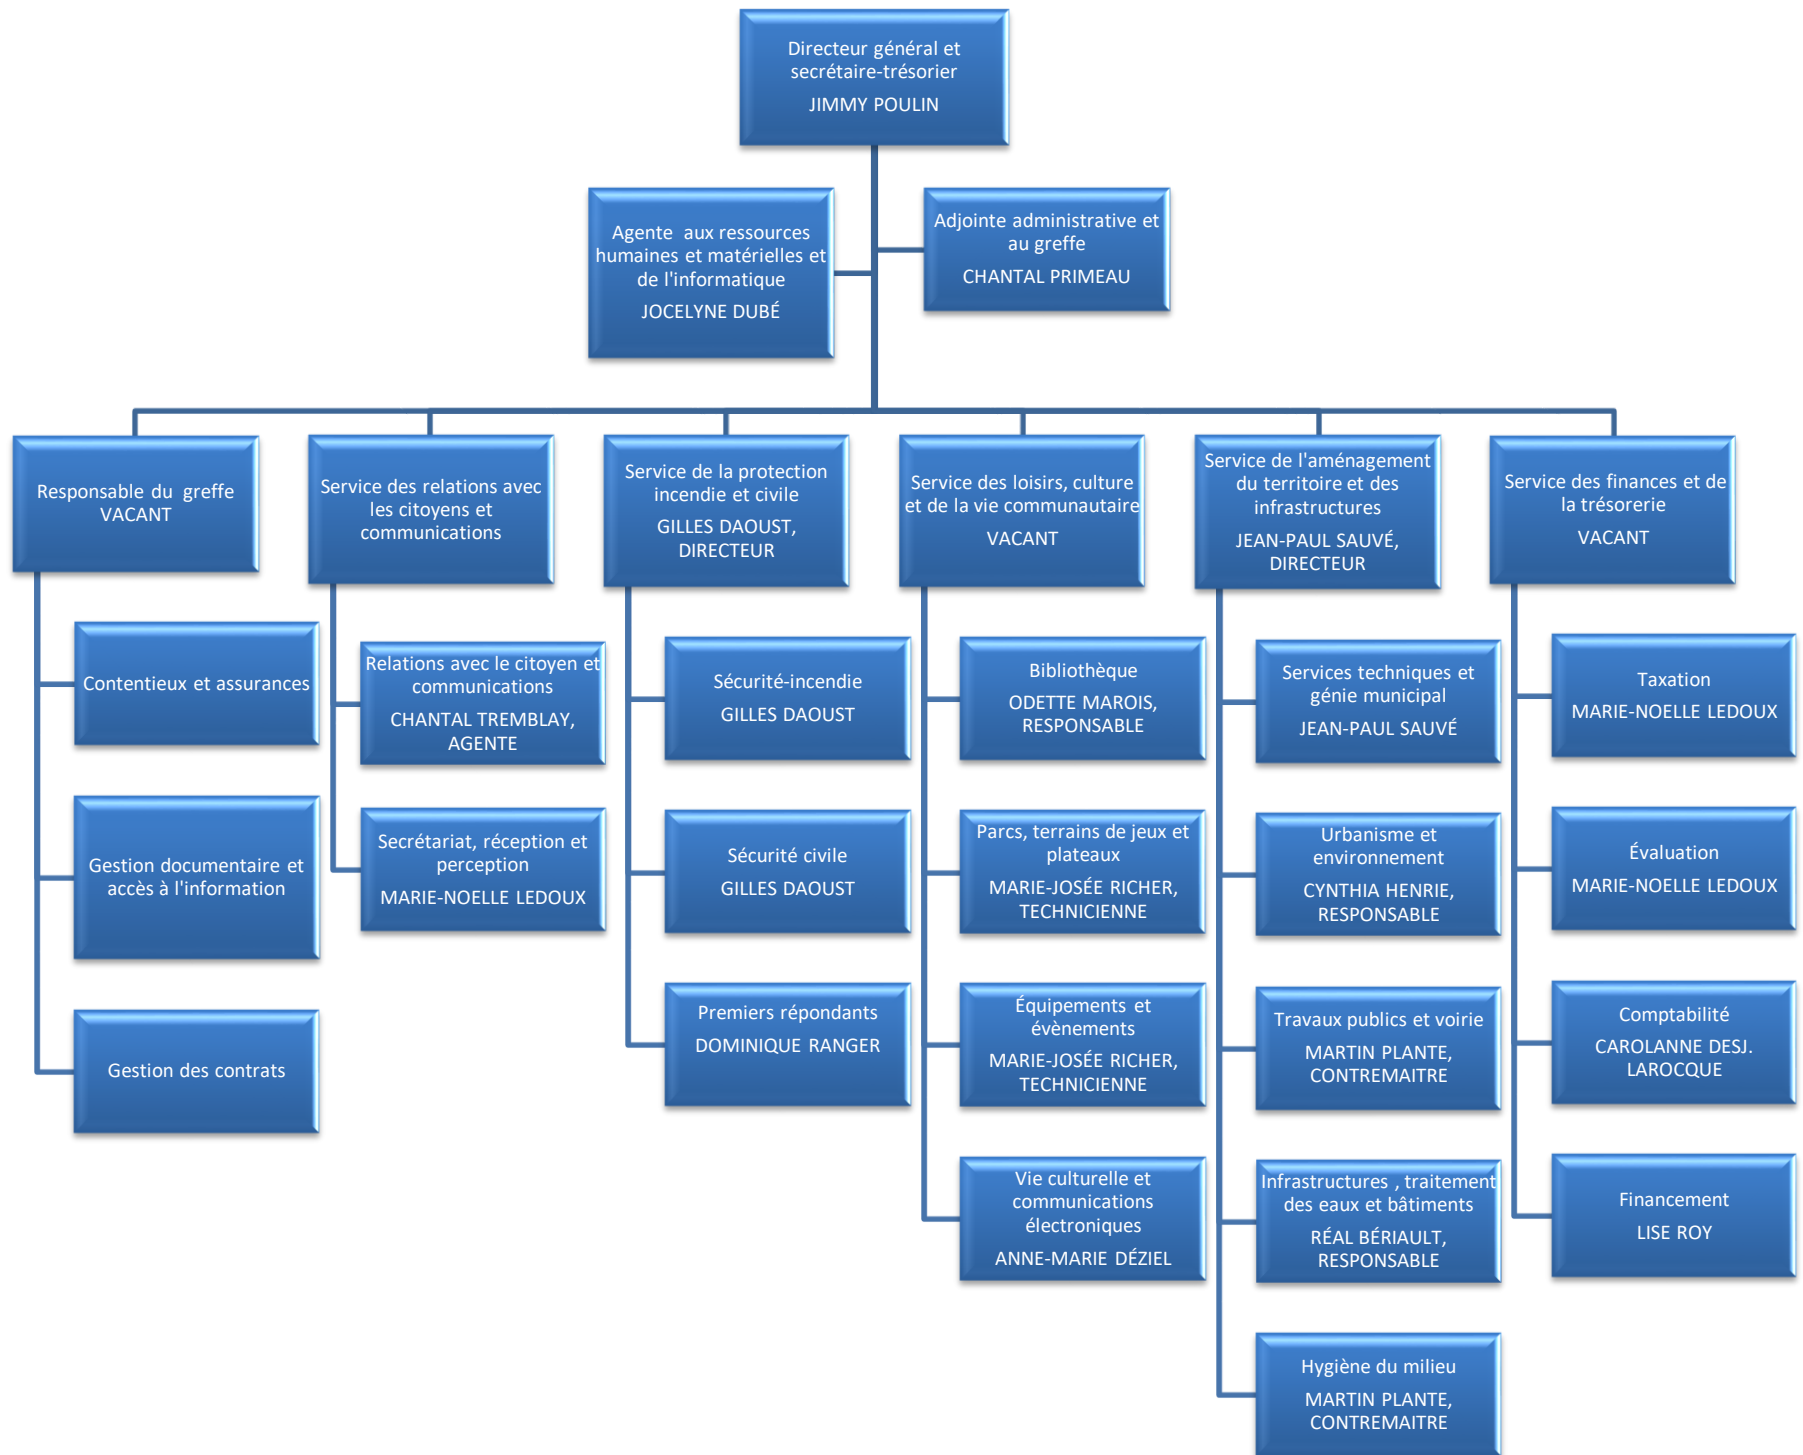 Directeur général et
secrétaire-trésorier
JIMMY POULIN
Agente aux ressources
humaines et matérielles et
de l'informatique
JOCELYNE DUBÉ
Adjointe administrative et
au greffe
CHANTAL PRIMEAU
Responsable du greffe
VACANT
Contentieux et assurances
Gestion documentaire et
accès à l'information
Gestion des contrats
Service des relations avec
les citoyens et
communications
Relations avec le citoyen et
communications
CHANTAL TREMBLAY,
AGENTE
Secrétariat, réception et
perception
MARIE-NOELLE LEDOUX
Service de la protection
incendie et civile
GILLES DAOUST,
DIRECTEUR
Sécurité-incendie
GILLES DAOUST
Sécurité civile
GILLES DAOUST
Premiers répondants
DOMINIQUE RANGER
Service des loisirs, culture
et de la vie communautaire
VACANT
Bibliothèque
ODETTE MAROIS,
RESPONSABLE
Parcs, terrains de jeux et
plateaux
MARIE-JOSÉE RICHER,
TECHNICIENNE
Équipements et
évènements
MARIE-JOSÉE RICHER,
TECHNICIENNE
Vie culturelle et
communications
électroniques
ANNE-MARIE DÉZIEL
Service de l'aménagement
du territoire et des
infrastructures
JEAN-PAUL SAUVÉ,
DIRECTEUR
Services techniques et
génie municipal
JEAN-PAUL SAUVÉ
Urbanisme et
environnement
CYNTHIA HENRIE,
RESPONSABLE
Travaux publics et voirie
MARTIN PLANTE,
CONTREMAITRE
Infrastructures , traitement
des eaux et bâtiments
RÉAL BÉRIAULT,
RESPONSABLE
Hygiène du milieu
MARTIN PLANTE,
CONTREMAITRE
Service des finances et de
la trésorerie
VACANT
Taxation
MARIE-NOELLE LEDOUX
Évaluation
MARIE-NOELLE LEDOUX
Comptabilité
CAROLANNE DESJ.
LAROCQUE
Financement
LISE ROY